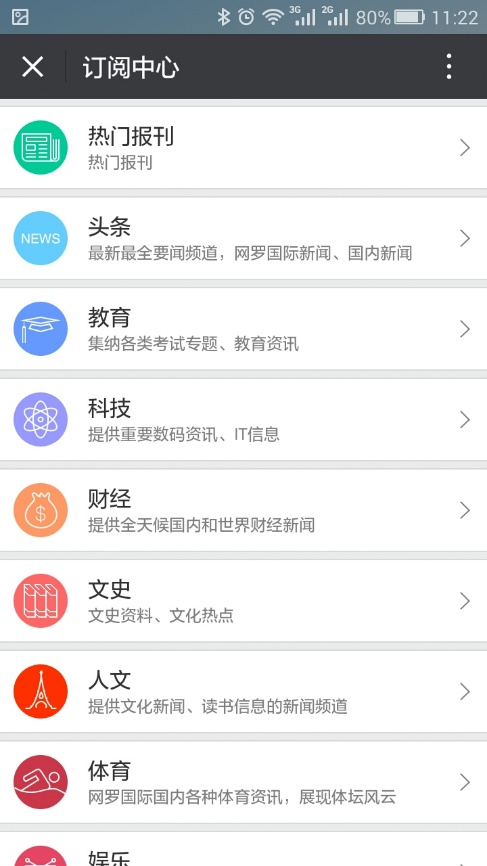 3G 2G 80% 11:22
订阅中心
热门报刊
热门报刊
NEWS
头条
最新最全要闻频道，网罗国际新闻、国内新闻
教育
集纳各类考试专题、教育资讯
科技
提供重要数码资讯、IT信息
$
财经
提供全天候国内和世界财经新闻
文史
文史资料、文化热点
人文
提供文化新闻、读书信息的新闻频道
体育
网罗国际国内各种体育资讯，展现体坛风云
娱乐